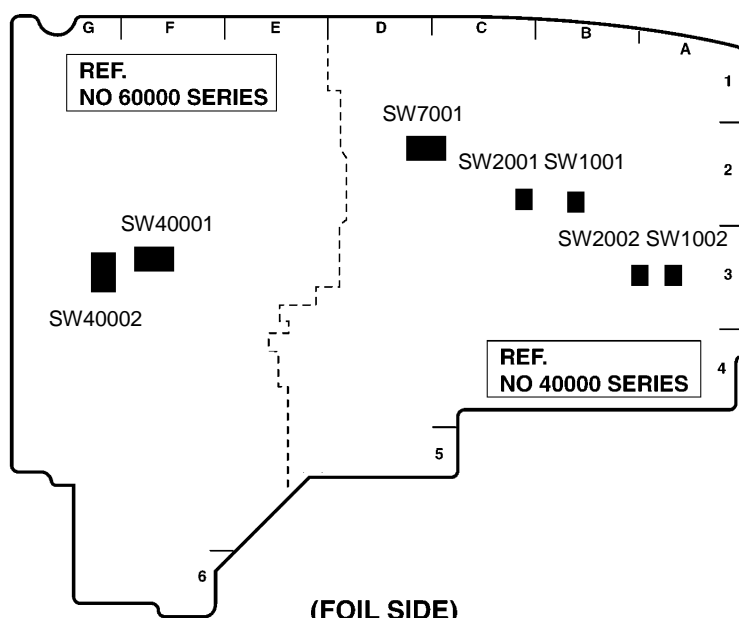 G F E D C B A
REF.
NO 60000 SERIES
1
SW7001
2
SW2001 SW1001
SW40001
SW2002 SW1002
3
SW40002
REF.
NO 40000 SERIES
4
5
6
(FOIL SIDE)